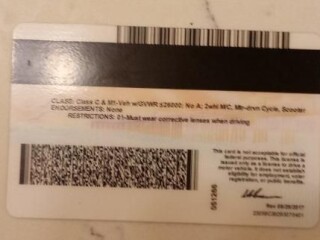 CLASS: Class C & M1-Veh w/GVWR ≤26000; No A; 2whl M/C, Mtr-drvn Cycle, Scooter
ENDORSEMENTS: None
RESTRICTIONS: 01-Must wear corrective lenses when driving
This card is not acceptable for official
federal purposes. This license is
issued only as a license to drive a
motor vehicle. It does not establish
eligibility for employment,
voter registration, or public benefits.
Rev